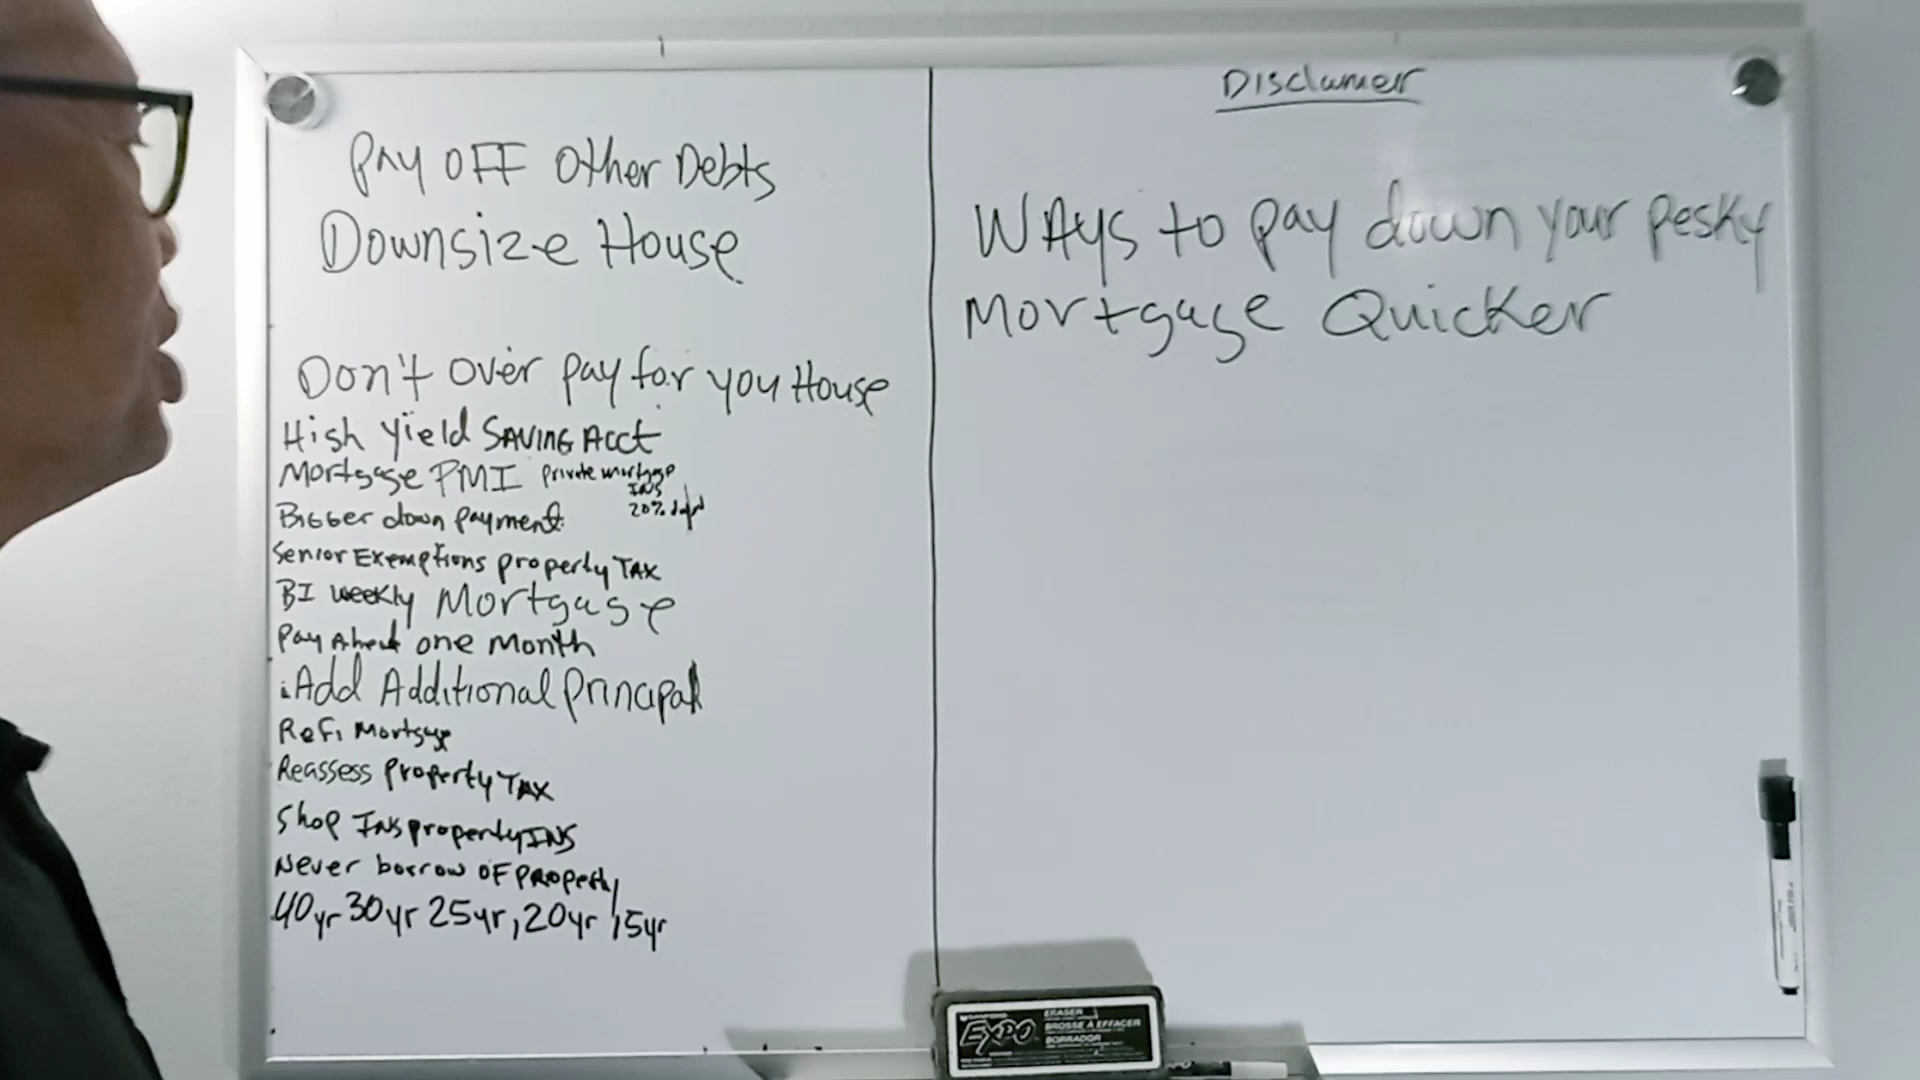 Pay OFF Other Debts
Downsize House
Don't over pay for you House
High Yield SAVING Acct
Mortgage PMI private mortgage
INS
20%
Bigger down payment
Senior Exemptions property TAX
BI weekly Mortgage
Pay Ahead one Month
Add Additional Principal
Refi Mortgage
Reassess Property TAX
Shop INS property INS
Never borrow OF Property
40yr 30yr 25yr, 20yr 15yr
Disclamer
WAys to pay down your pesky
Mortgage Quicker
EXPO
ERASER
BROSSE À EFFACER
BORRADOR